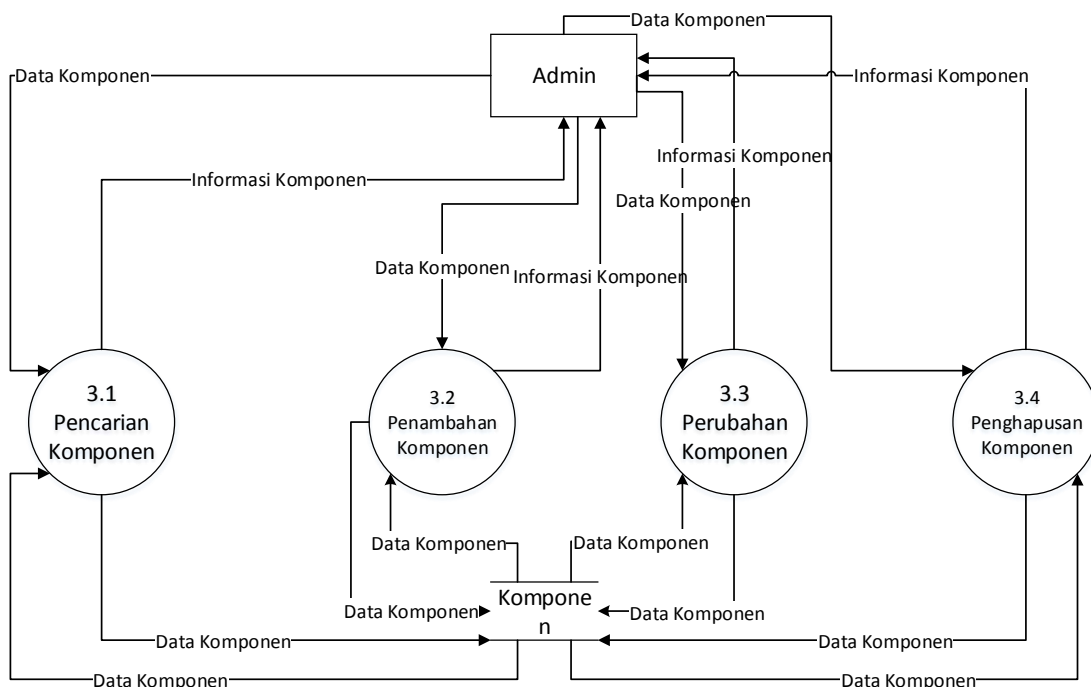 Data Komponen
Admin
Data Komponen
Informasi Komponen
Informasi Komponen
Informasi Komponen
Data Komponen
Data Komponen
Informasi Komponen
3.1
Pencarian
Komponen
3.2
Penambahan
Komponen
3.3
Perubahan
Komponen
3.4
Penghapusan
Komponen
Data Komponen
Data Komponen
Kompone
n
Data Komponen
Data Komponen
Data Komponen
Data Komponen
Data Komponen
Data Komponen